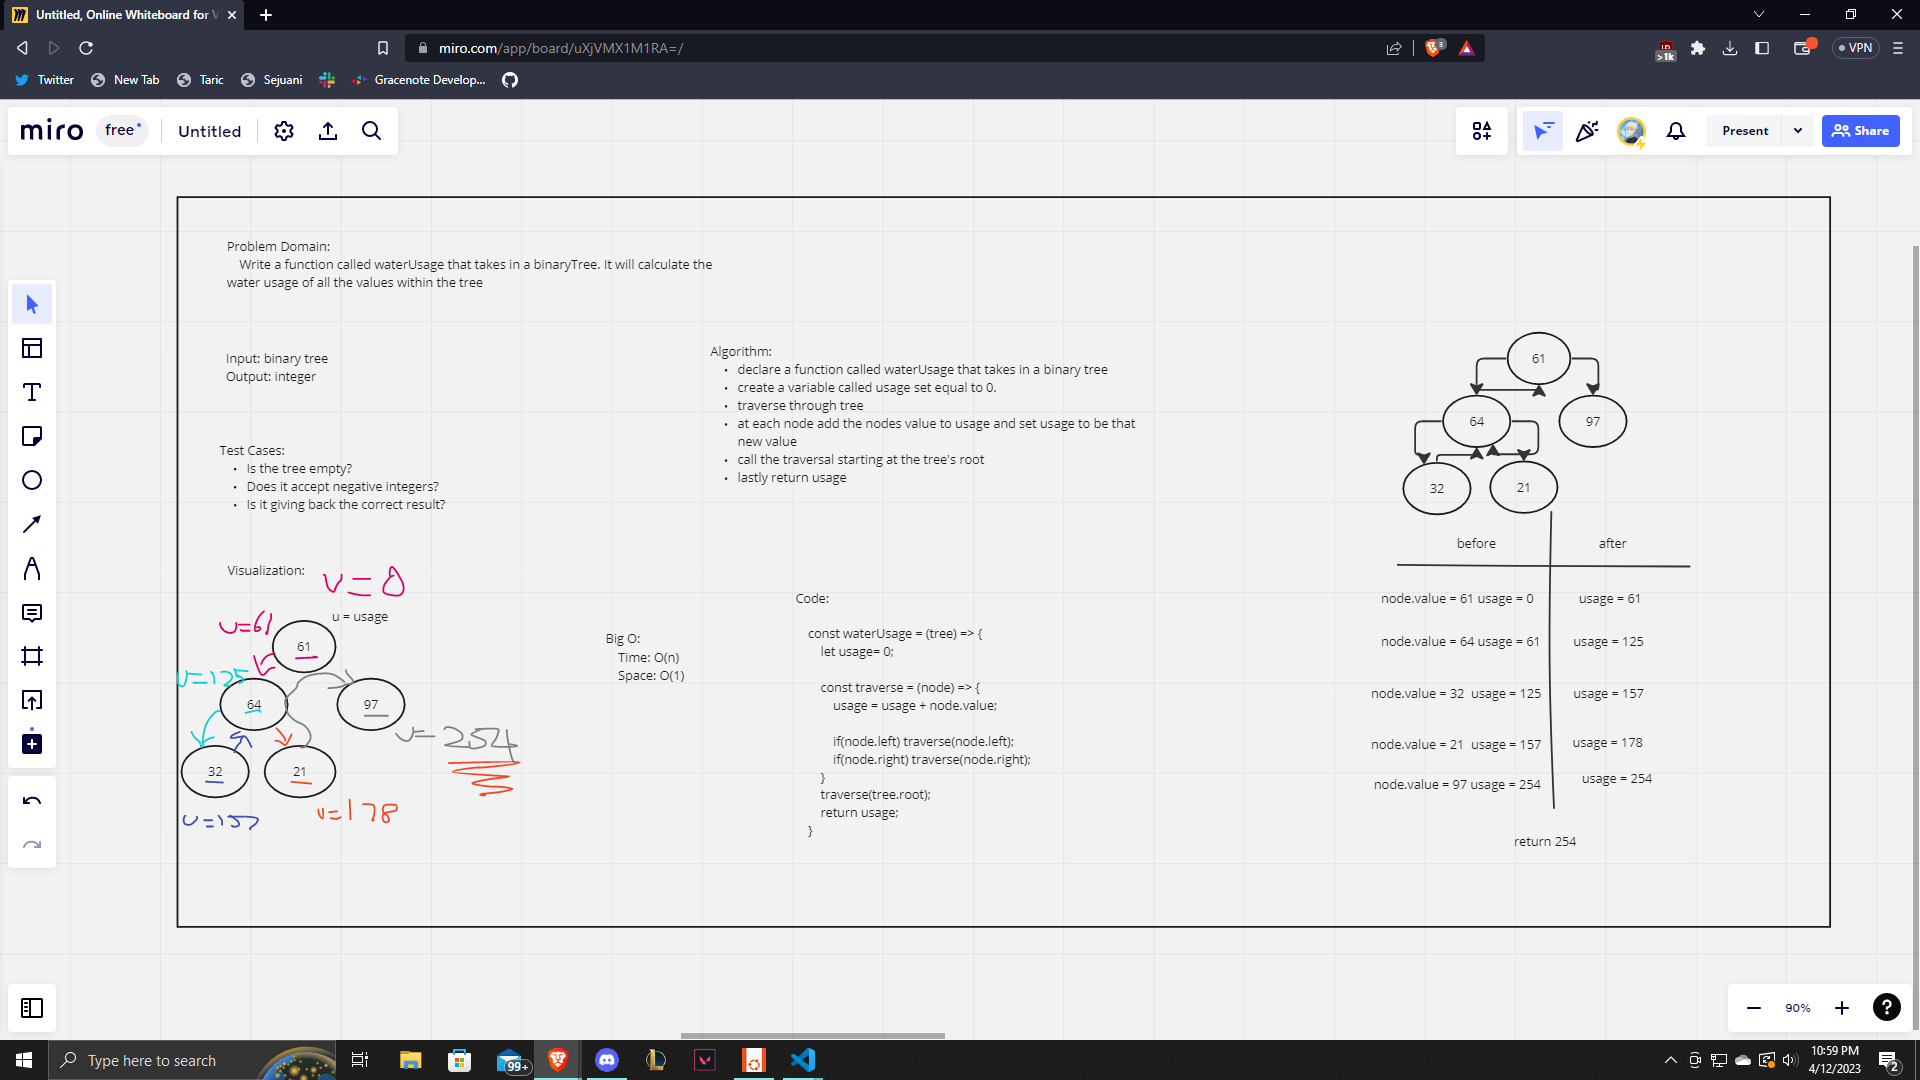 Untitled, Online Whiteboard for V
miro.com/app/board/uXjVMX1M1RA=/
3
>1k
VPN
Twitter
New Tab
Taric
Sejuani
Gracenote Develop...
miro
free
Untitled
Present
Share
Problem Domain:
Write a function called waterUsage that takes in a binaryTree. It will calculate the
water usage of all the values within the tree
Input: binary tree
Output: integer
Test Cases:
• Is the tree empty?
• Does it accept negative integers?
• Is it giving back the correct result?
Visualization:
u=0
u = usage
u=61
61
u=125
64
97
u=254
32
21
u=157
u=178
Big O:
Time: O(n)
Space: O(1)
Algorithm:
• declare a function called waterUsage that takes in a binary tree
• create a variable called usage set equal to 0.
• traverse through tree
• at each node add the nodes value to usage and set usage to be that
new value
• call the traversal starting at the tree's root
• lastly return usage
Code:
const waterUsage = (tree) => {
let usage= 0;
const traverse = (node) => {
usage = usage + node.value;
if(node.left) traverse(node.left);
if(node.right) traverse(node.right);
}
traverse(tree.root);
return usage;
}
61
64
97
32
21
before
after
node.value = 61 usage = 0
usage = 61
node.value = 64 usage = 61
usage = 125
node.value = 32 usage = 125
usage = 157
node.value = 21 usage = 157
usage = 178
node.value = 97 usage = 254
usage = 254
return 254
90%
?
Type here to search
99+
10:59 PM
4/12/2023
2